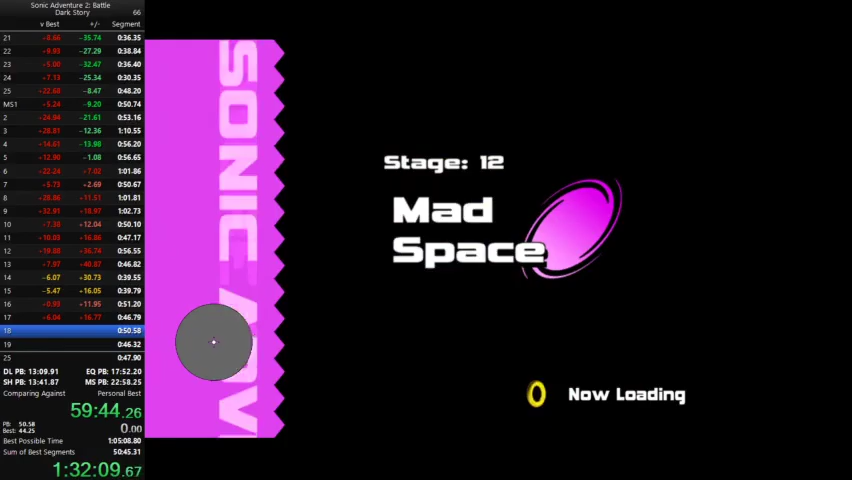 Sonic Adventure 2: Battle
Dark Story 66
v Best +/- Segment
21 +8.66 −35.74 0:36.35
22 −9.93 −27.29 0:38.84
23 +5.00 −32.47 0:36.40
24 +7.13 −25.34 0:30.35
25 +22.68 −8.47 0:48.20
MS1 +5.24 −9.20 0:50.74
2 +24.84 −21.61 0:53.16
3 +28.81 −12.36 1:10.55
4 +14.61 −13.98 0:56.20
5 +12.90 −1.08 0:56.65
6 +22.24 +7.02 1:01.86
7 +5.73 +2.69 0:50.67
8 +28.86 +11.51 1:01.81
9 +32.91 +18.97 1:02.73
10 +7.38 +12.04 0:50.10
11 +10.03 +16.86 0:47.17
12 +19.88 +36.74 0:56.55
13 +7.97 +40.87 0:46.82
14 −6.07 +30.73 0:39.55
15 −5.47 +16.05 0:39.79
16 +0.93 +11.95 0:51.20
17 +6.04 +16.77 0:46.79
18 0:50.58
19 0:46.32
25 0:47.90
DL PB: 13:09.91 EQ PB: 17:52.20
SH PB: 13:41.87 MS PB: 22:58.25
Comparing Against Personal Best
59:44.26
PB: 50.58
Best: 44.25
0.00
Best Possible Time 1:05:08.80
Sum of Best Segments 50:45.31
1:32:09.67
SONIC ADV
Stage: 12
Mad
Space
Now Loading